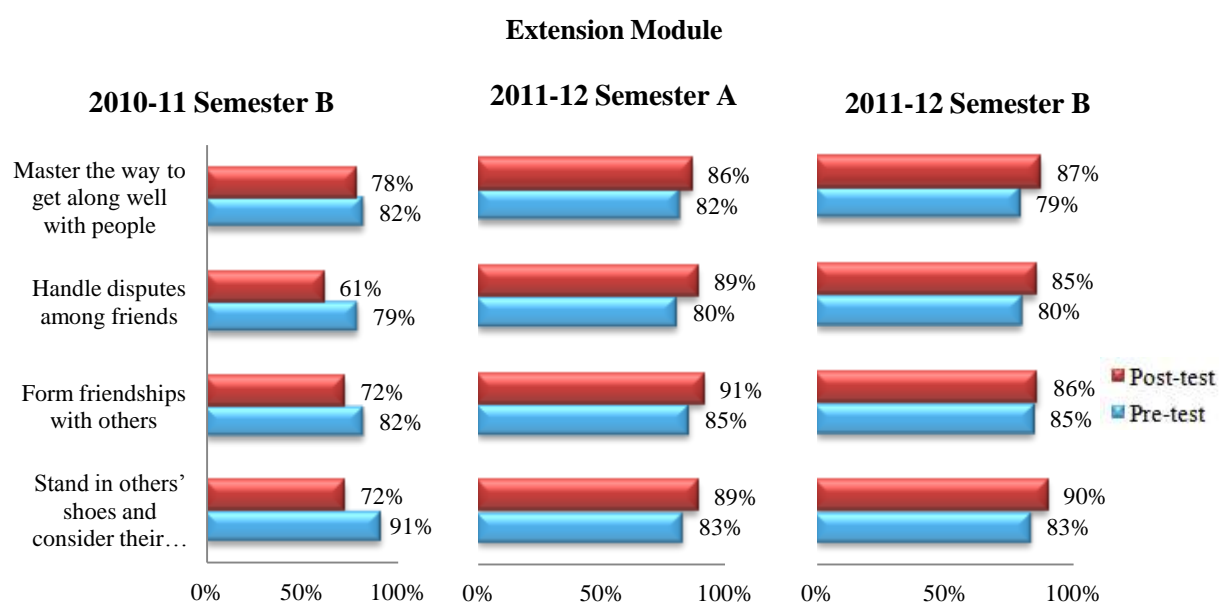 Extension Module
2010-11 Semester B
2011-12 Semester A
2011-12 Semester B
Master the way to
get along well
with people
78%
82%
86%
82%
87%
79%
Handle disputes
among friends
61%
79%
89%
80%
85%
80%
Form friendships
with others
72%
82%
91%
85%
86%
85%
Post-test
Pre-test
Stand in others’
shoes and
consider their…
72%
91%
89%
83%
90%
83%
0% 50% 100%
0% 50% 100%
0% 50% 100%